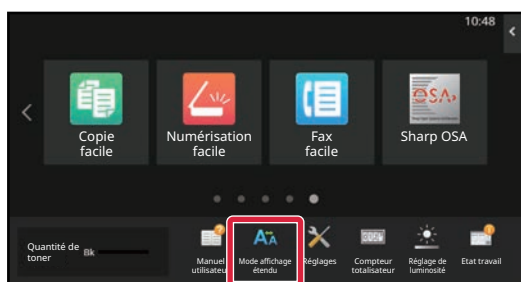 10:48
Copie
facile
Numérisation
facile
Fax
facile
OSA
Sharp OSA
Quantité de
toner
Bk
Manuel
utilisateur
Mode affichage
étendu
Réglages
Compteur
totalisateur
Réglage de
luminosité
Etat travail